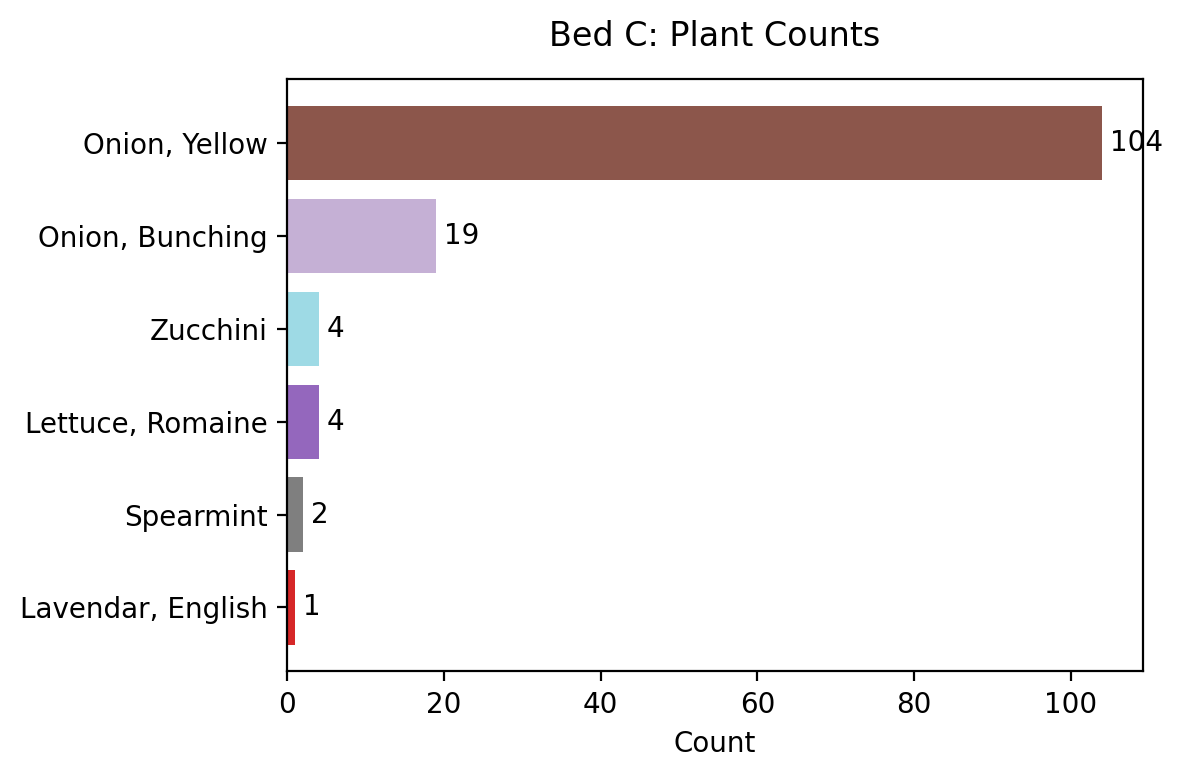 Bed C: Plant Counts
Onion, Yellow 104
Onion, Bunching 19
Zucchini 4
Lettuce, Romaine 4
Spearmint 2
Lavendar, English 1
0 20 40 60 80 100
Count